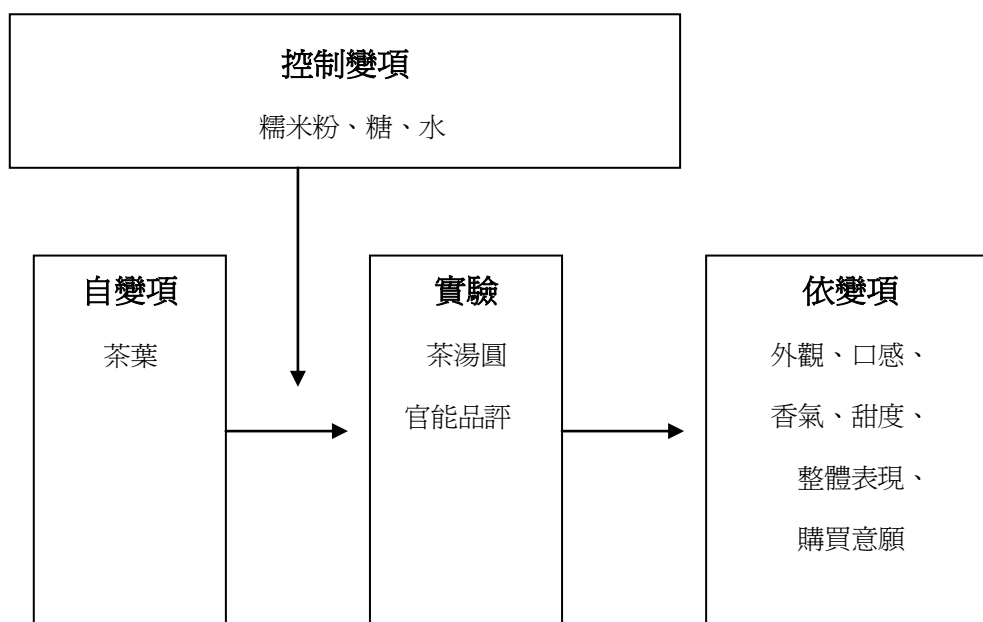 控制變項
糯米粉、糖、水
自變項
茶葉
實驗
茶湯圓
官能品評
依變項
外觀、口感、
香氣、甜度、
整體表現、
購買意願